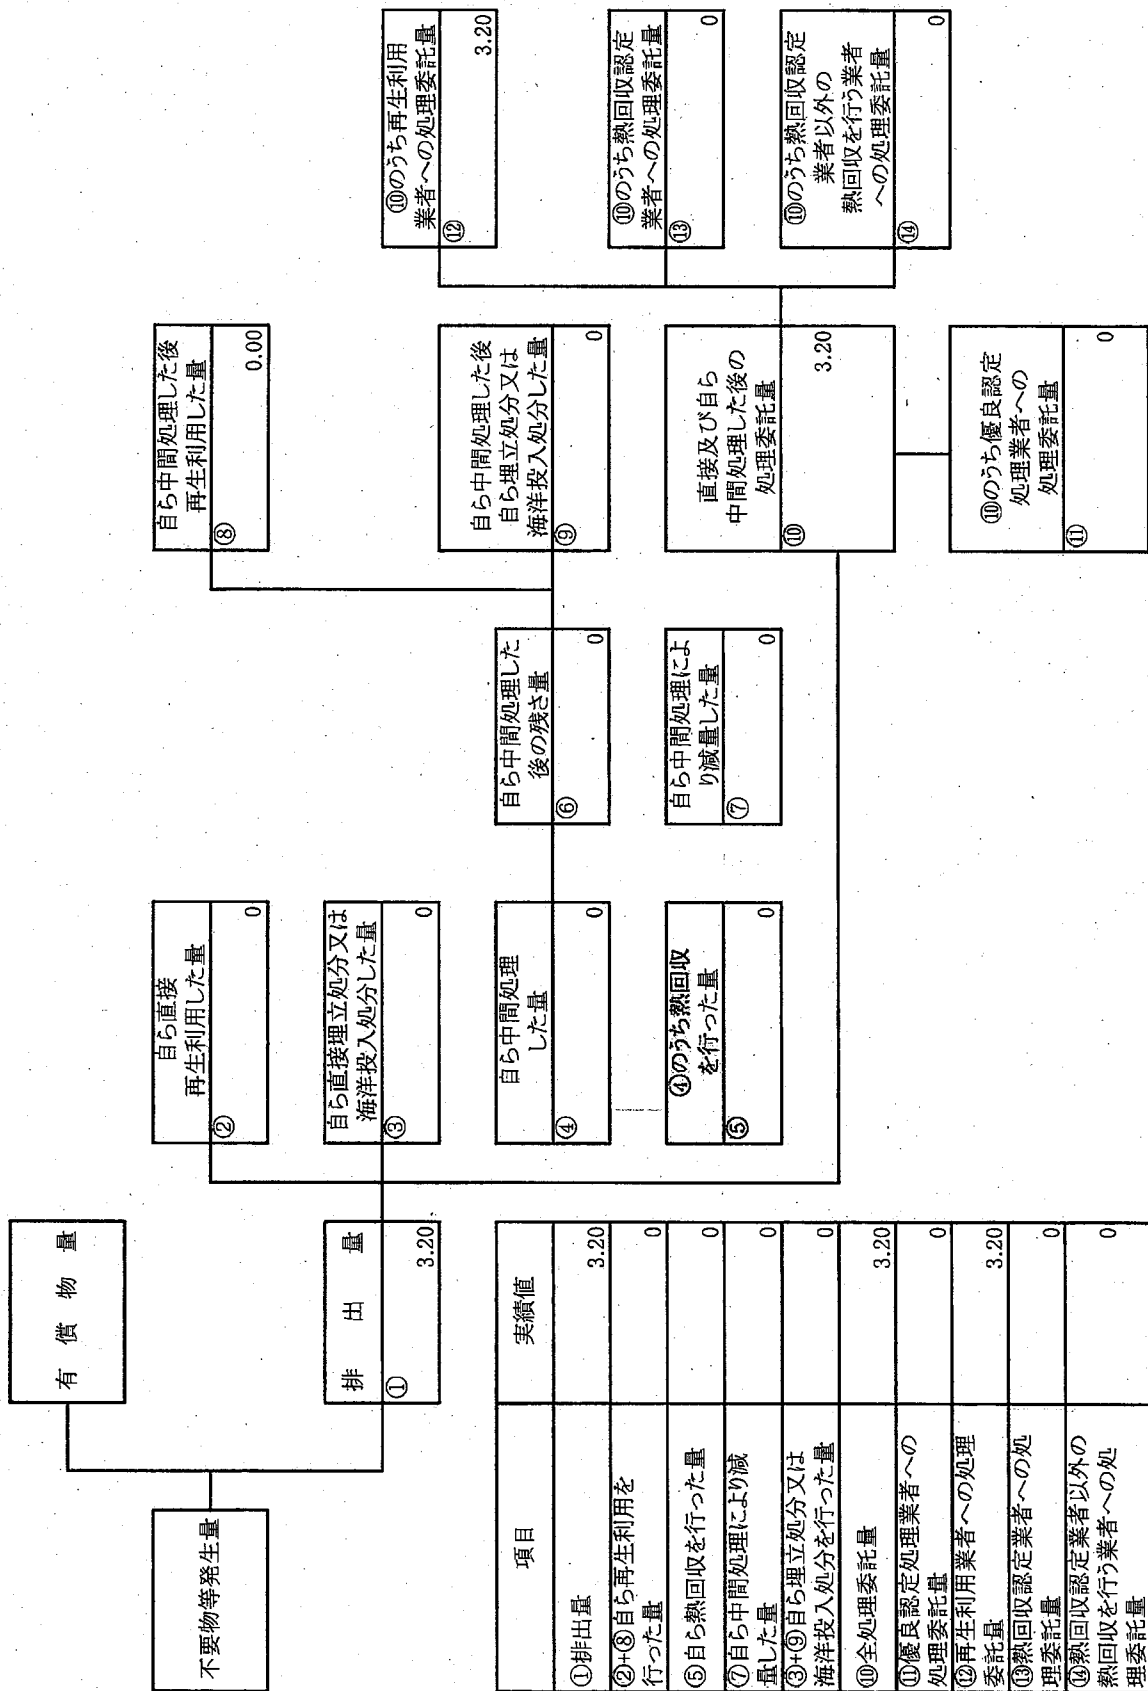 不要物等発生量
有償物量
排出量
①
3.20
自ら直接
再生利用した量
②
0
自ら直接埋立処分又は
海洋投入処分した量
③
0
自ら中間処理
した量
④
0
④のうち熱回収
を行った量
⑤
0
自ら中間処理した
後の残さ量
⑥
0
自ら中間処理によ
り減量した量
⑦
0
自ら中間処理した後
再生利用した量
⑧
0.00
自ら中間処理した後
自ら埋立処分又は
海洋投入処分した量
⑨
0
直接及び自ら
中間処理した後の
処理委託量
⑩
3.20
⑩のうち優良認定
処理業者への
処理委託量
⑪
0
⑩のうち再生利用
業者への処理委託量
⑫
3.20
⑩のうち熱回収認定
業者への処理委託量
⑬
0
⑩のうち熱回収認定
業者以外の
熱回収を行う業者
への処理委託量
⑭
0
項目 実績値
①排出量 3.20
②+⑧自ら再生利用を
行った量 0
⑤自ら熱回収を行った量 0
⑦自ら中間処理により減
量した量 0
③+⑨自ら埋立処分又は
海洋投入処分を行った量 0
⑩全処理委託量 3.20
⑪優良認定処理業者への
処理委託量 0
⑫再生利用業者への処理
委託量 3.20
⑬熱回収認定業者への処
理委託量 0
⑭熱回収認定業者以外の
熱回収を行う業者への処
理委託量 0